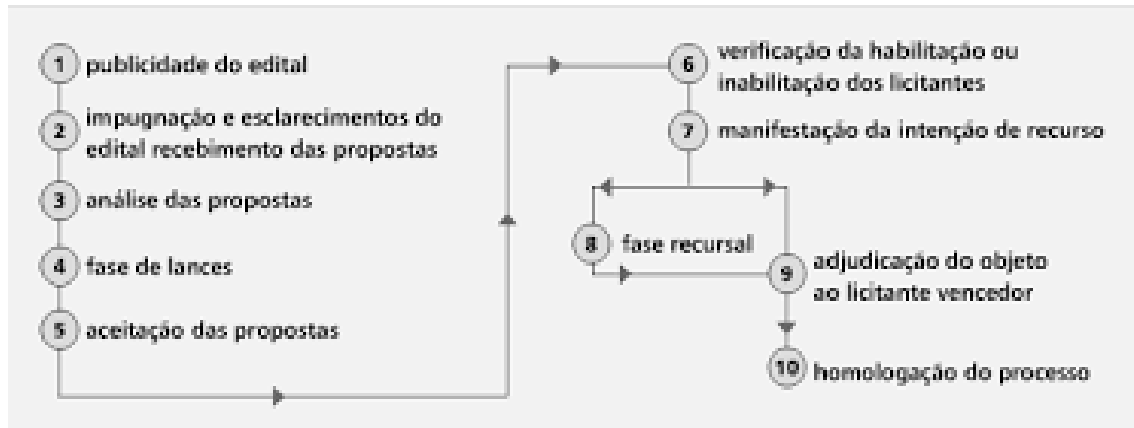 1 publicidade do edital
2 impugnação e esclarecimentos do
edital recebimento das propostas
3 análise das propostas
4 fase de lances
5 aceitação das propostas
6 verificação da habilitação ou
inabilitação dos licitantes
7 manifestação da intenção de recurso
8 fase recursal
9 adjudicação do objeto
ao licitante vencedor
10 homologação do processo